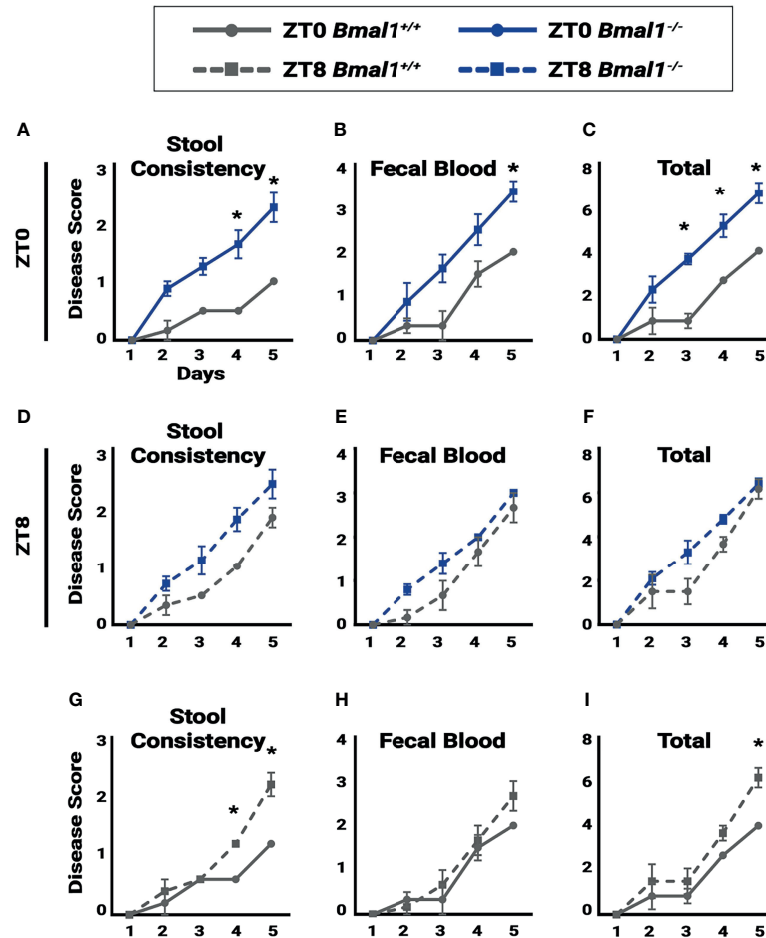 ZT0 Bmal1+/+ ZT0 Bmal1-/-
ZT8 Bmal1+/+ ZT8 Bmal1-/-
A B C
ZT0
Disease Score
Stool
Consistency
* *
3
2
1
0
1 2 3 4 5
Days
Fecal Blood
*
4
3
2
1
0
1 2 3 4 5
Total
* * *
8
6
4
2
0
1 2 3 4 5
D E F
ZT8
Disease Score
Stool
Consistency
3
2
1
0
1 2 3 4 5
Fecal Blood
4
3
2
1
0
1 2 3 4 5
Total
8
6
4
2
0
1 2 3 4 5
G H I
Disease Score
Stool
Consistency
* *
3
2
1
0
1 2 3 4 5
Fecal Blood
4
3
2
1
0
1 2 3 4 5
Total
*
8
6
4
2
0
1 2 3 4 5